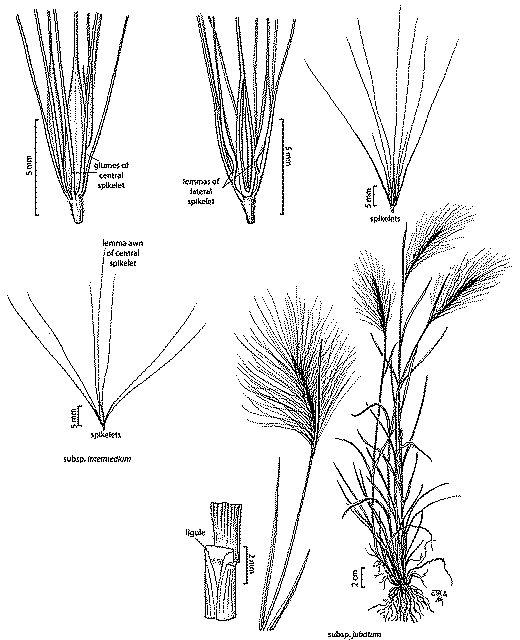 5 mm
glumes of
central
spikelet
lemmas of
lateral
spikelet
5 mm
5 mm
spikelets
lemma awn
of central
spikelet
5 mm
spikelets
subsp. intermedium
ligule
2 mm
2 cm
subsp. jubatum